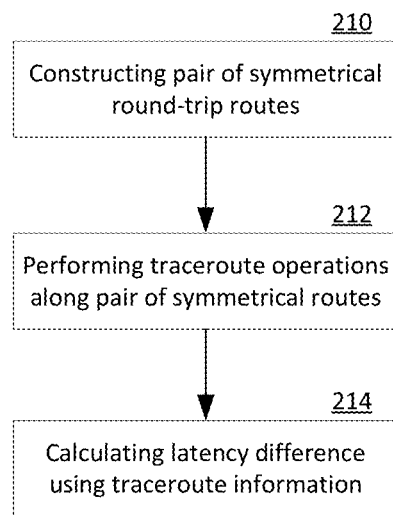 210
Constructing pair of symmetrical
round-trip routes
212
Performing traceroute operations
along pair of symmetrical routes
214
Calculating latency difference
using traceroute information